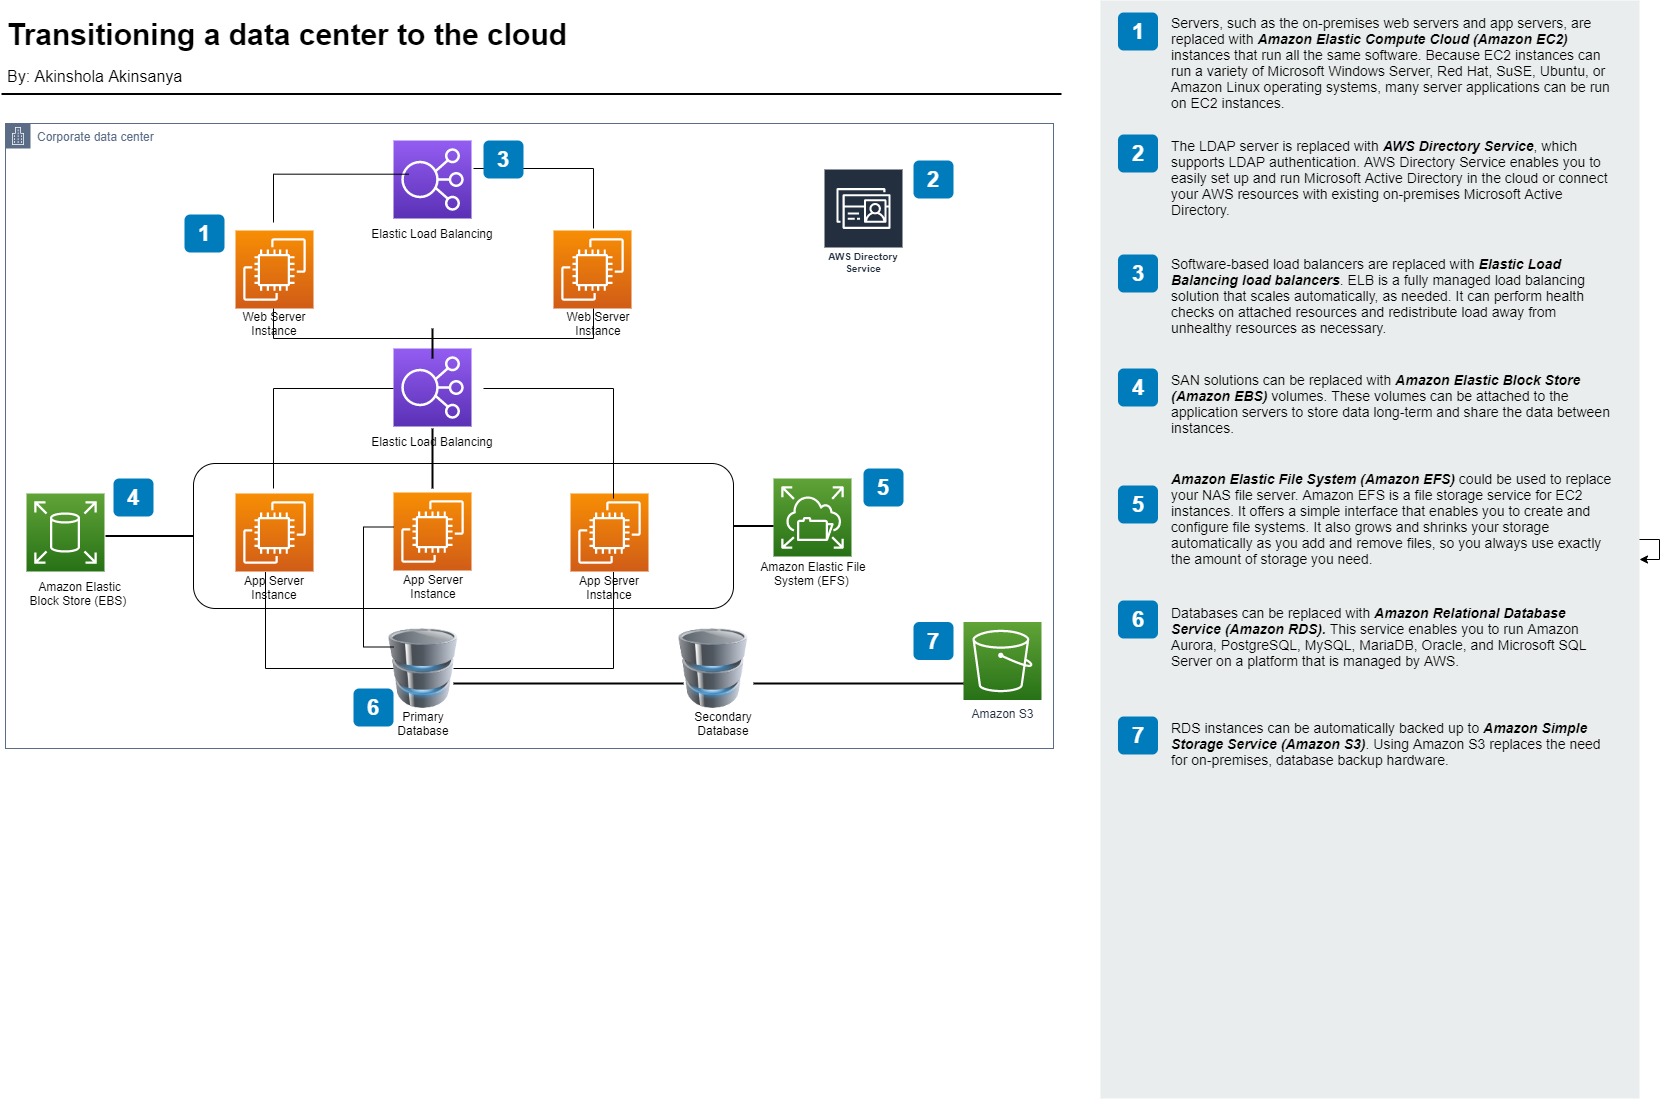 Transitioning a data center to the cloud
By: Akinshola Akinsanya
Corporate data center
3
2
1
Elastic Load Balancing
AWS Directory
Service
Web Server
Instance
Web Server
Instance
Elastic Load Balancing
4
5
Amazon Elastic
Block Store (EBS)
App Server
Instance
App Server
Instance
App Server
Instance
Amazon Elastic File
System (EFS)
7
6
Primary
Database
Secondary
Database
Amazon S3
1
Servers, such as the on-premises web servers and app servers, are
replaced with Amazon Elastic Compute Cloud (Amazon EC2)
instances that run all the same software. Because EC2 instances can
run a variety of Microsoft Windows Server, Red Hat, SuSE, Ubuntu, or
Amazon Linux operating systems, many server applications can be run
on EC2 instances.
2
The LDAP server is replaced with AWS Directory Service, which
supports LDAP authentication. AWS Directory Service enables you to
easily set up and run Microsoft Active Directory in the cloud or connect
your AWS resources with existing on-premises Microsoft Active
Directory.
3
Software-based load balancers are replaced with Elastic Load
Balancing load balancers. ELB is a fully managed load balancing
solution that scales automatically, as needed. It can perform health
checks on attached resources and redistribute load away from
unhealthy resources as necessary.
4
SAN solutions can be replaced with Amazon Elastic Block Store
(Amazon EBS) volumes. These volumes can be attached to the
application servers to store data long-term and share the data between
instances.
5
Amazon Elastic File System (Amazon EFS) could be used to replace
your NAS file server. Amazon EFS is a file storage service for EC2
instances. It offers a simple interface that enables you to create and
configure file systems. It also grows and shrinks your storage
automatically as you add and remove files, so you always use exactly
the amount of storage you need.
6
Databases can be replaced with Amazon Relational Database
Service (Amazon RDS). This service enables you to run Amazon
Aurora, PostgreSQL, MySQL, MariaDB, Oracle, and Microsoft SQL
Server on a platform that is managed by AWS.
7
RDS instances can be automatically backed up to Amazon Simple
Storage Service (Amazon S3). Using Amazon S3 replaces the need
for on-premises, database backup hardware.